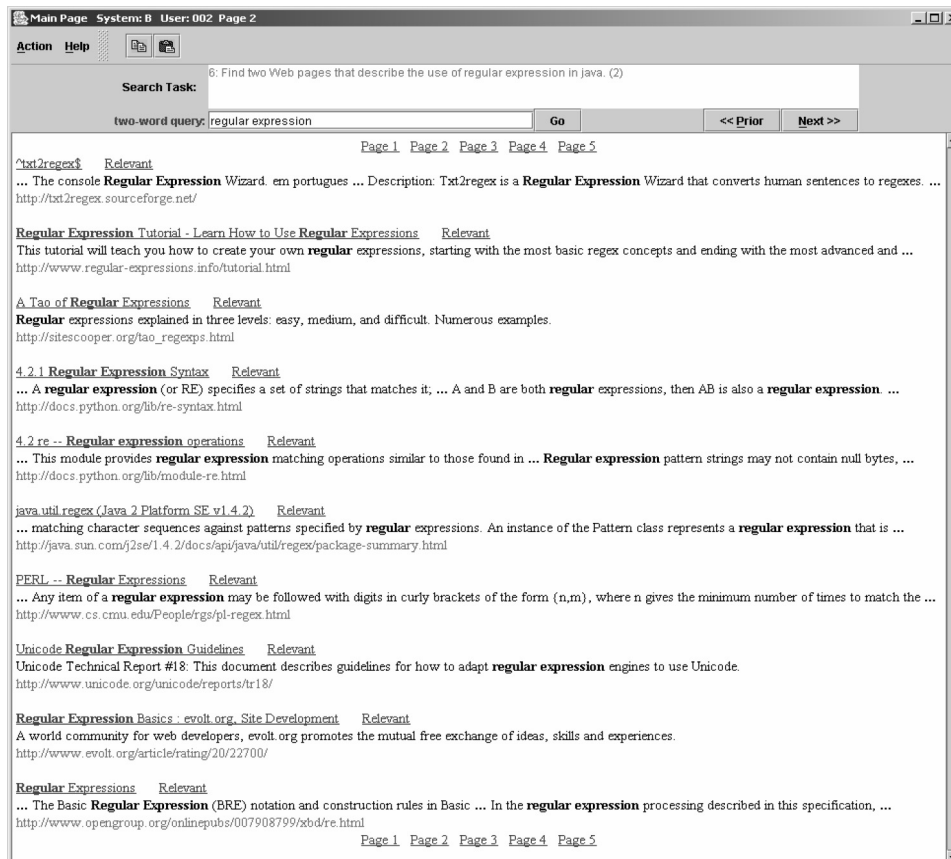 Main Page System: B User: 002 Page 2
Action Help
Search Task:
6: Find two Web pages that describe the use of regular expression in java. (2)
two-word query: regular expression Go << Prior Next >>
Page 1 Page 2 Page 3 Page 4 Page 5
^txt2regex$ Relevant
... The console Regular Expression Wizard. em portugues ... Description: Txt2regex is a Regular Expression Wizard that converts human sentences to regexes. ...
http://txt2regex.sourceforge.net/
Regular Expression Tutorial - Learn How to Use Regular Expressions Relevant
This tutorial will teach you how to create your own regular expressions, starting with the most basic regex concepts and ending with the most advanced and ...
http://www.regular-expressions.info/tutorial.html
A Tao of Regular Expressions Relevant
Regular expressions explained in three levels: easy, medium, and difficult. Numerous examples.
http://sitescooper.org/tao_regexps.html
4.2.1 Regular Expression Syntax Relevant
... A regular expression (or RE) specifies a set of strings that matches it; ... A and B are both regular expressions, then AB is also a regular expression. ...
http://docs.python.org/lib/re-syntax.html
4.2 re -- Regular expression operations Relevant
... This module provides regular expression matching operations similar to those found in ... Regular expression pattern strings may not contain null bytes, ...
http://docs.python.org/lib/module-re.html
java.util.regex (Java 2 Platform SE v1.4.2) Relevant
... matching character sequences against patterns specified by regular expressions. An instance of the Pattern class represents a regular expression that is ...
http://java.sun.com/j2se/1.4.2/docs/api/java/util/regex/package-summary.html
PERL -- Regular Expressions Relevant
... Any item of a regular expression may be followed with digits in curly brackets of the form {n,m}, where n gives the minimum number of times to match the ...
http://www.cs.cmu.edu/People/rgs/pl-regex.html
Unicode Regular Expression Guidelines Relevant
Unicode Technical Report #18: This document describes guidelines for how to adapt regular expression engines to use Unicode.
http://www.unicode.org/unicode/reports/tr18/
Regular Expression Basics : evolt.org, Site Development Relevant
A world community for web developers, evolt.org promotes the mutual free exchange of ideas, skills and experiences.
http://www.evolt.org/article/rating/20/22700/
Regular Expressions Relevant
... The Basic Regular Expression (BRE) notation and construction rules in Basic ... In the regular expression processing described in this specification, ...
http://www.opengroup.org/onlinepubs/007908799/xbd/re.html
Page 1 Page 2 Page 3 Page 4 Page 5